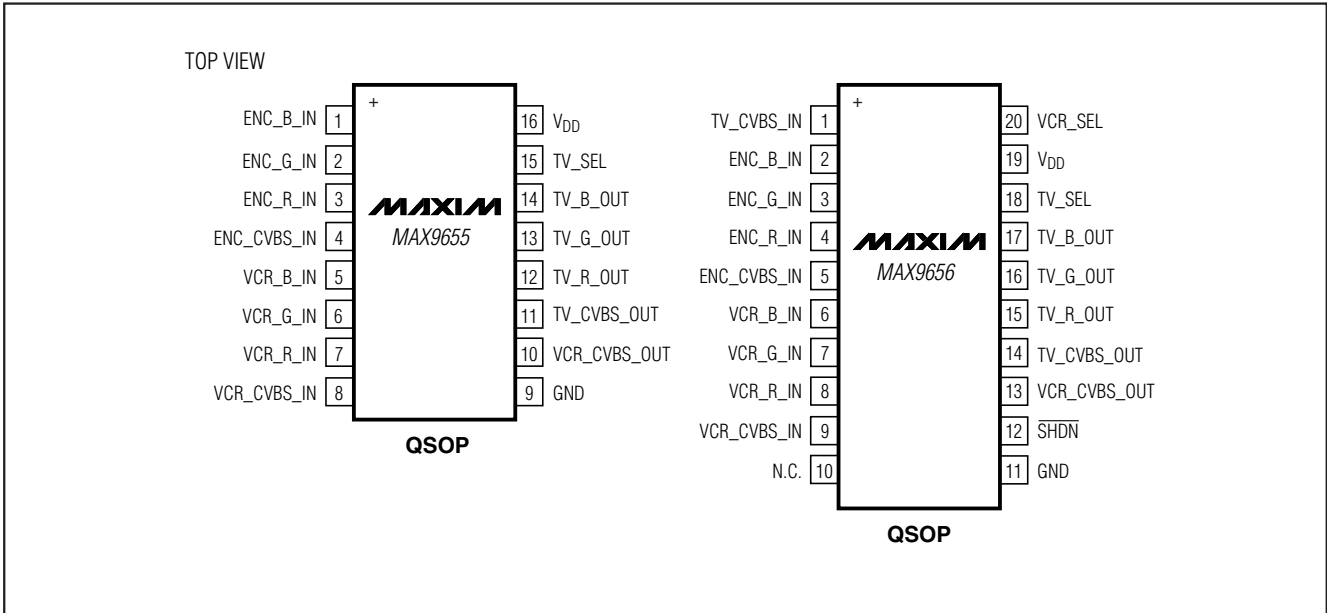 TOP VIEW
+
ENC_B_IN 1
ENC_G_IN 2
ENC_R_IN 3
ENC_CVBS_IN 4
VCR_B_IN 5
VCR_G_IN 6
VCR_R_IN 7
VCR_CVBS_IN 8
MAXIM
MAX9655
16 VDD
15 TV_SEL
14 TV_B_OUT
13 TV_G_OUT
12 TV_R_OUT
11 TV_CVBS_OUT
10 VCR_CVBS_OUT
9 GND
QSOP
+
TV_CVBS_IN 1
ENC_B_IN 2
ENC_G_IN 3
ENC_R_IN 4
ENC_CVBS_IN 5
VCR_B_IN 6
VCR_G_IN 7
VCR_R_IN 8
VCR_CVBS_IN 9
N.C. 10
MAXIM
MAX9656
20 VCR_SEL
19 VDD
18 TV_SEL
17 TV_B_OUT
16 TV_G_OUT
15 TV_R_OUT
14 TV_CVBS_OUT
13 VCR_CVBS_OUT
12 S̅H̅D̅N̅
11 GND
QSOP